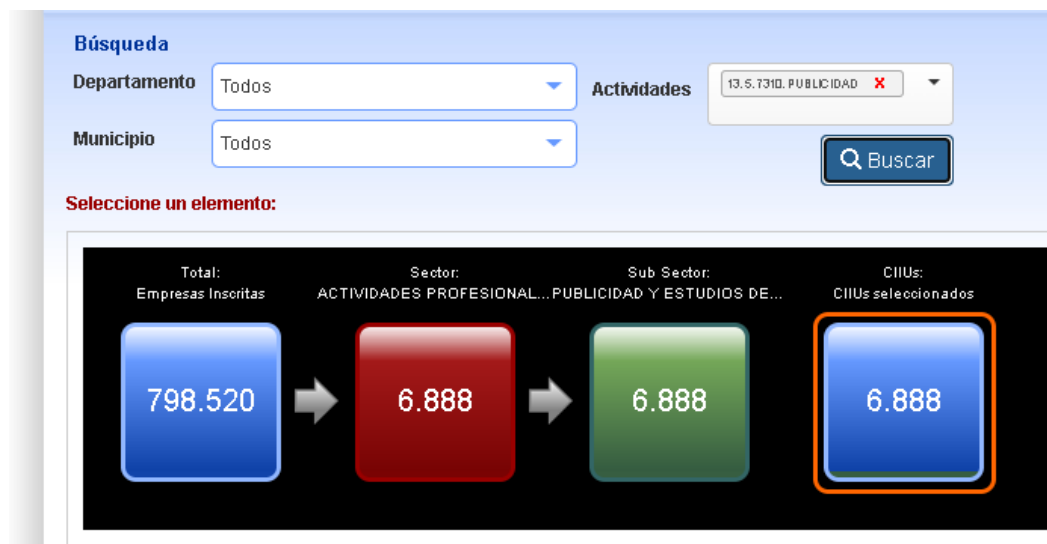 Búsqueda
Departamento Todos Actividades 13.5.7310. PUBLICIDAD X
Municipio Todos
Buscar
Seleccione un elemento:
Total: Sector: Sub Sector: CIIUs:
Empresas Inscritas ACTIVIDADES PROFESIONAL... PUBLICIDAD Y ESTUDIOS DE... CIIUs seleccionados
798.520 6.888 6.888 6.888